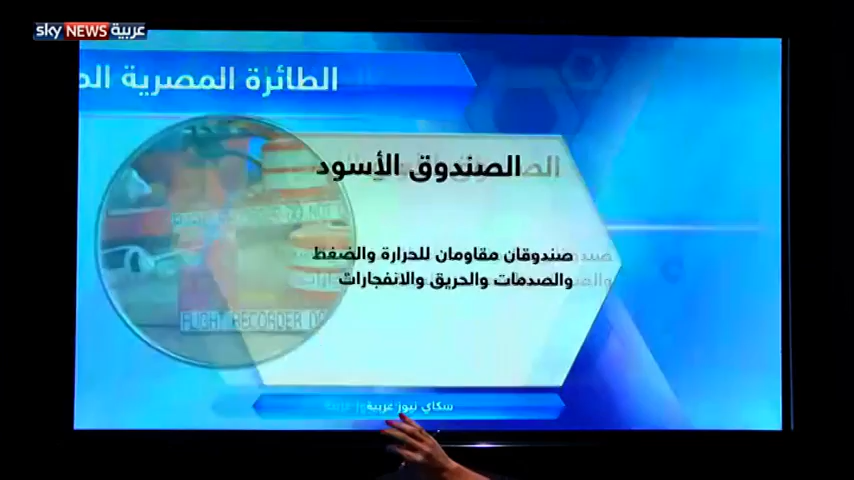 sky NEWS عربية
الطائرة المصرية
الصندوق الأسود
صندوقان مقاومان للحرارة والضغط
والصدمات والحريق والانفجارات
FLIGHT RECORDER DO
سكاي نيوز عربية